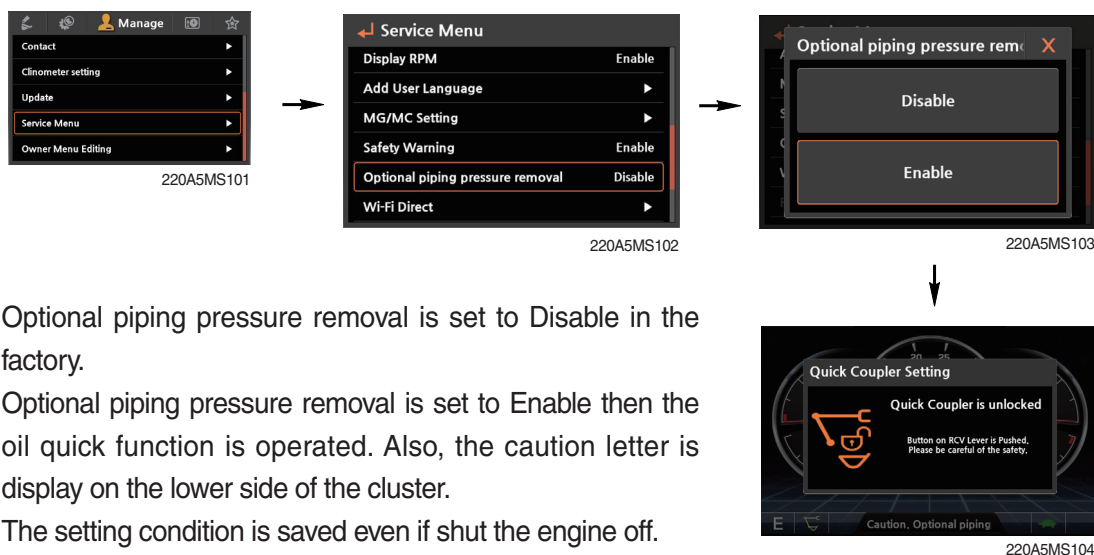 Manage
Contact
Clinometer setting
Update
Service Menu
Owner Menu Editing
220A5MS101
Service Menu
Display RPM Enable
Add User Language
MG/MC Setting
Safety Warning Enable
Optional piping pressure removal Disable
Wi-Fi Direct
220A5MS102
Optional piping pressure rem
X
Disable
Enable
220A5MS103
Optional piping pressure removal is set to Disable in the
factory.
Optional piping pressure removal is set to Enable then the
oil quick function is operated. Also, the caution letter is
display on the lower side of the cluster.
The setting condition is saved even if shut the engine off.
20 25
Quick Coupler Setting
Quick Coupler is unlocked
Button on RCV Lever is Pushed,
Please be careful of the safety,
E
Caution, Optional piping
220A5MS104